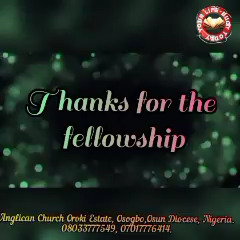 Thanks for the
fellowship
Anglican Church Oroki Estate, Osogbo,Osun Diocese, Nigeria.
08033777549, 07017776414.